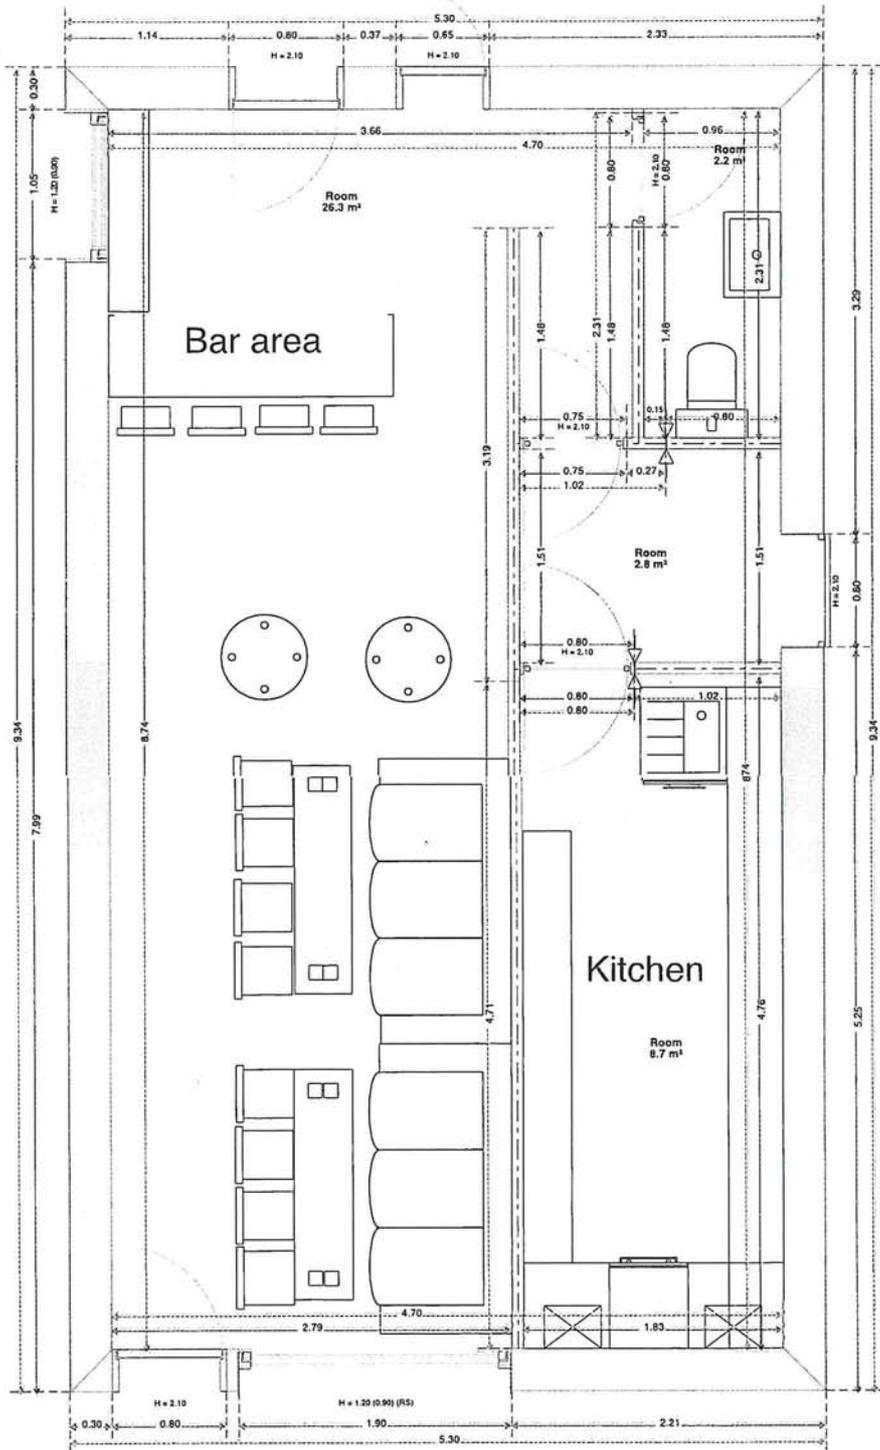 5.30
1.14
0.80
0.37
0.65
2.33
H = 2.10
H = 2.10
0.30
3.66
0.96
4.70
Room
2.2 m²
1.05
H = 1.20 (0.90)
0.80
H = 2.10
0.80
Room
26.3 m²
2.31
3.29
1.48
2.31
1.48
1.48
Bar area
0.75
H = 2.10
0.15
0.80
3.19
0.75
0.27
1.02
1.51
Room
2.8 m²
1.51
H = 2.10
0.80
0.80
H = 2.10
0.80
1.02
0.80
9.34
8.74
874
9.34
7.99
Kitchen
4.71
4.76
5.25
Room
8.7 m²
4.70
2.79
1.83
H = 2.10
H = 1.20 (0.90) (RS)
0.30
0.80
1.90
2.21
5.30